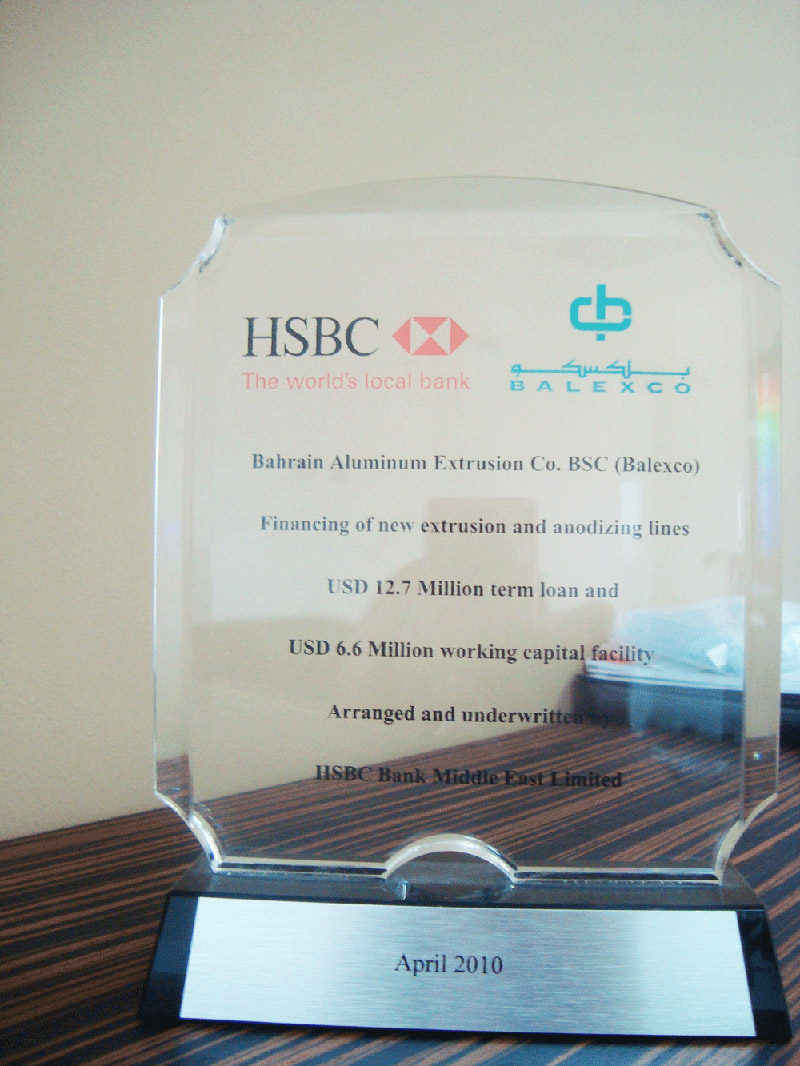 HSBC
The world's local bank
بلكسكو
BALEXCO
Bahrain Aluminum Extrusion Co. BSC (Balexco)
Financing of new extrusion and anodizing lines
USD 12.7 Million term loan and
USD 6.6 Million working capital facility
Arranged and underwritten by
HSBC Bank Middle East Limited
April 2010